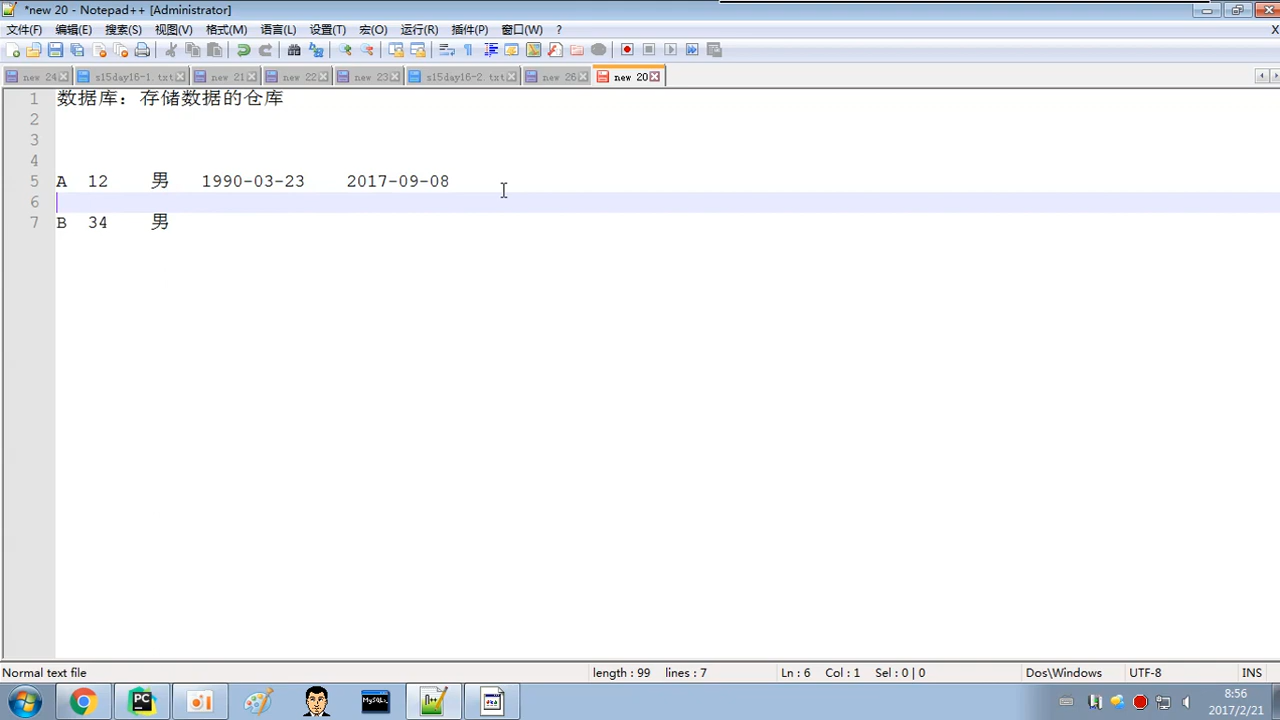 *new 20 - Notepad++ [Administrator]
文件(F) 编辑(E) 搜索(S) 视图(V) 格式(M) 语言(L) 设置(T) 宏(O) 运行(R) 插件(P) 窗口(W) ? X
new 24 s15day16-1.txt new 21 new 22 new 23 s15day16-2.txt new 26 new 20
1 数据库: 存储数据的仓库
2
3
4
5 A 12 男 1990-03-23 2017-09-08
6
7 B 34 男
Normal text file length : 99 lines : 7 Ln : 6 Col : 1 Sel : 0 | 0 Dos\Windows UTF-8 INS
8:56
2017/2/21